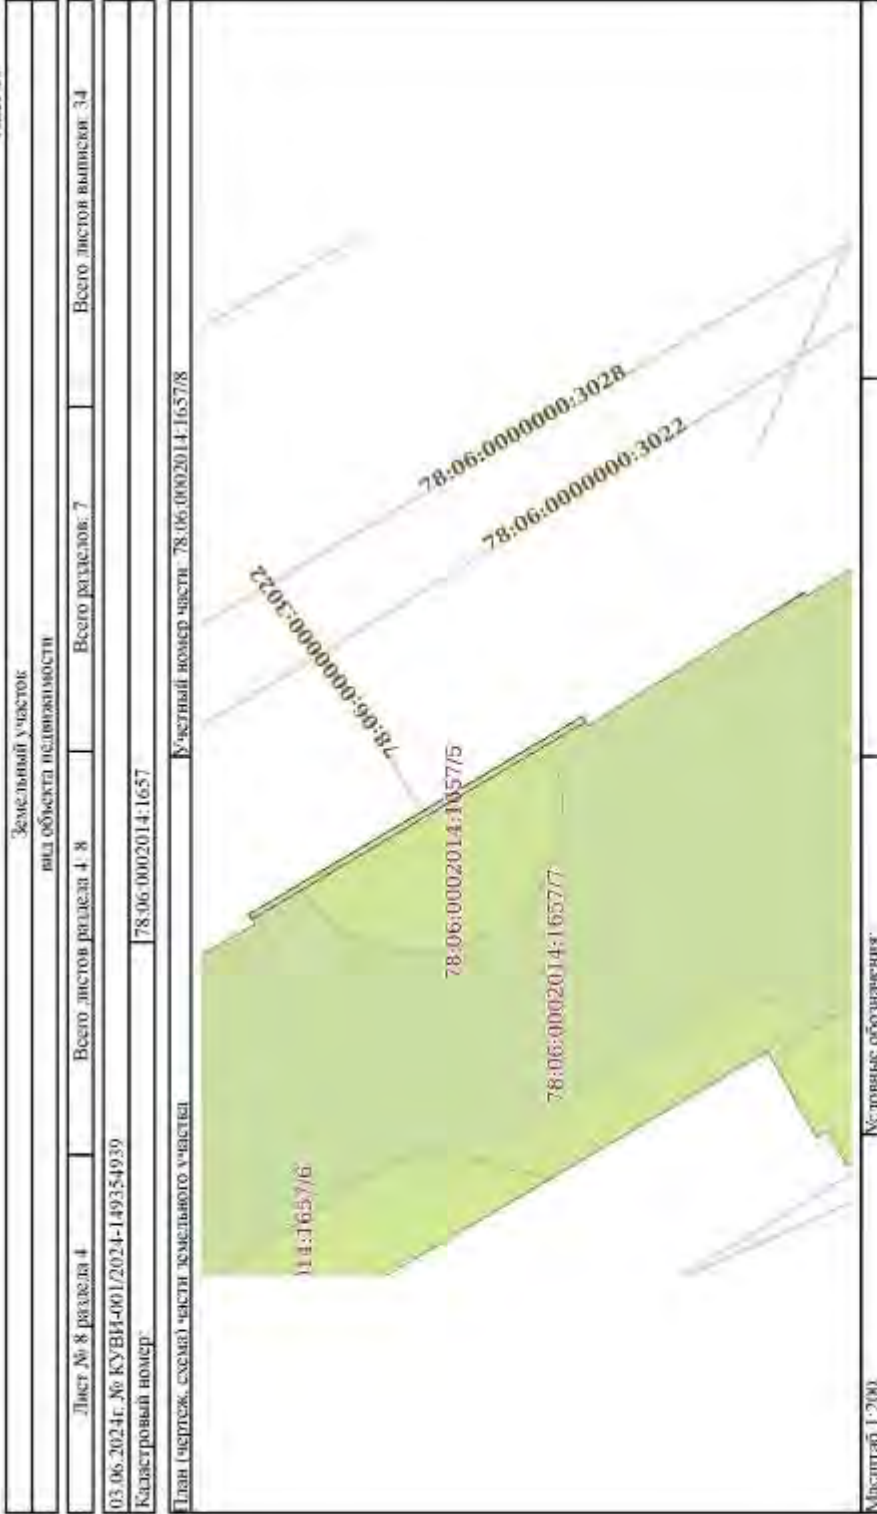 Земельный участок
вид объекта недвижимости
Лист № 8 раздела 4 Всего листов раздела 4: 8 Всего разделов: 7 Всего листов выписки: 34
03.06.2024г. № КУВИ-001/2024-149354939
Кадастровый номер: 78:06:0002014:1657
План (чертеж, схема) части земельного участка Учетный номер части: 78:06:0002014:1657/8
78:06:0000000:3022
78:06:0000000:3028
78:06:0000000:3022
78:06:0002014:1657/5
78:06:0002014:1657/7
)14:1657/6
Масштаб 1:200 Условные обозначения: